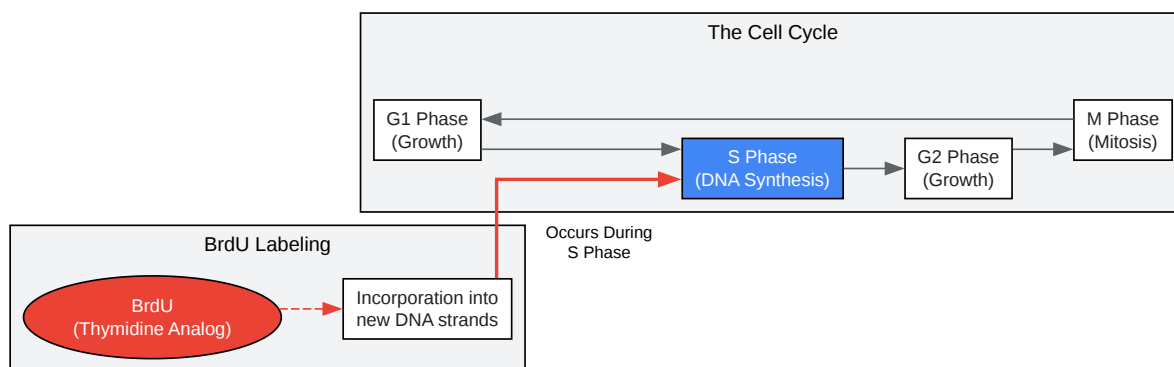 The Cell Cycle
G1 Phase
(Growth)
M Phase
(Mitosis)
S Phase
(DNA Synthesis)
G2 Phase
(Growth)
Occurs During
S Phase
BrdU Labeling
BrdU
(Thymidine Analog)
Incorporation into
new DNA strands